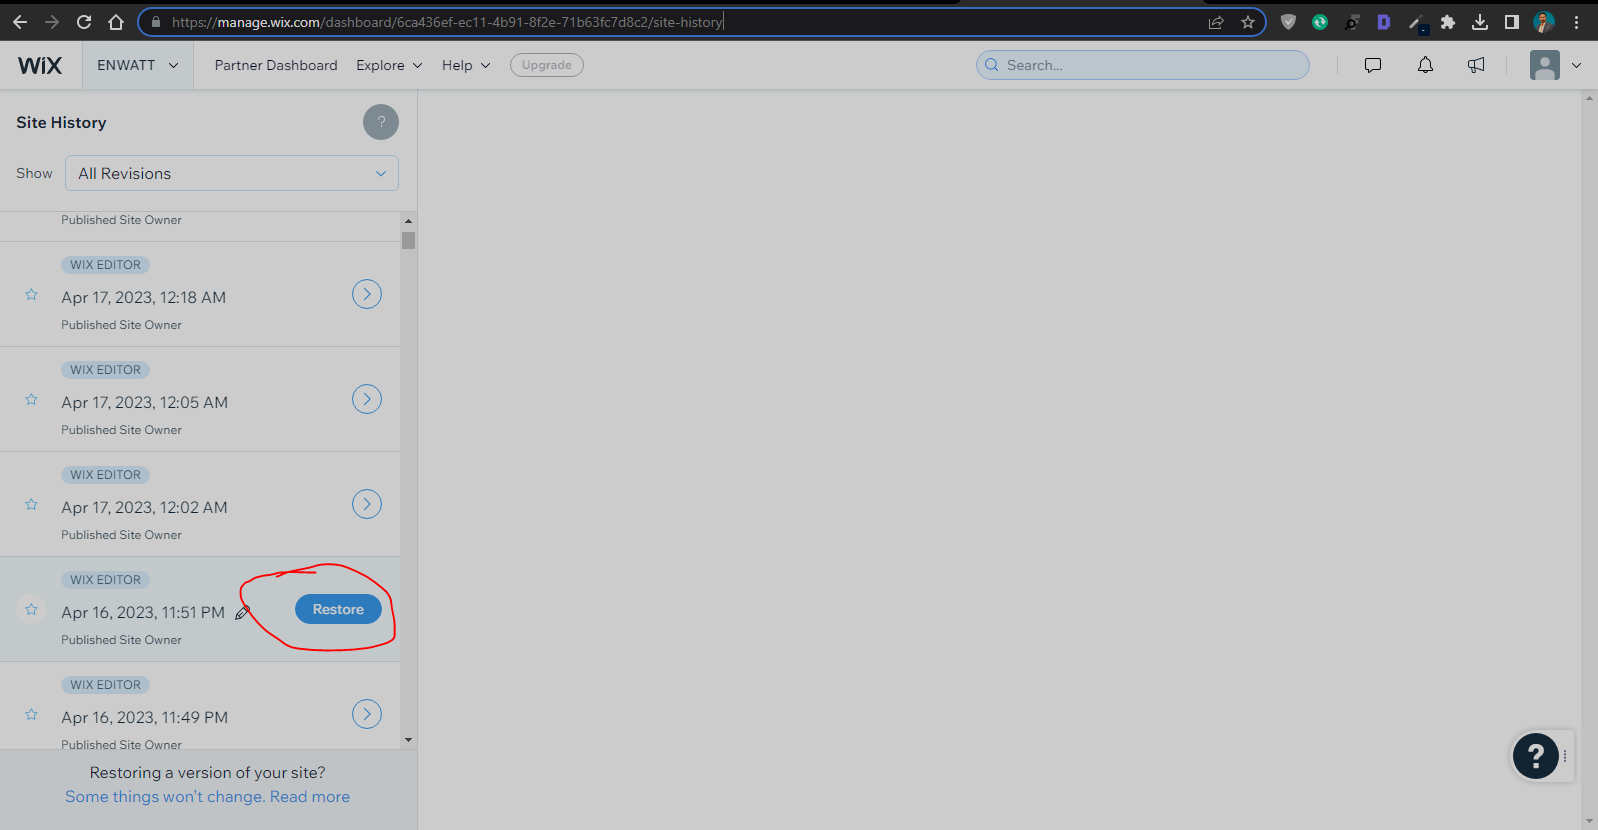 https://manage.wix.com/dashboard/6ca436ef-ec11-4b91-8f2e-71b63fc7d8c2/site-history
WiX
ENWATT
Partner Dashboard
Explore
Help
Upgrade
Search...
Site History
?
Show
All Revisions
Published Site Owner
WIX EDITOR
Apr 17, 2023, 12:18 AM
Published Site Owner
WIX EDITOR
Apr 17, 2023, 12:05 AM
Published Site Owner
WIX EDITOR
Apr 17, 2023, 12:02 AM
Published Site Owner
WIX EDITOR
Apr 16, 2023, 11:51 PM
Restore
Published Site Owner
WIX EDITOR
Apr 16, 2023, 11:49 PM
Published Site Owner
Restoring a version of your site?
Some things won't change. Read more
?